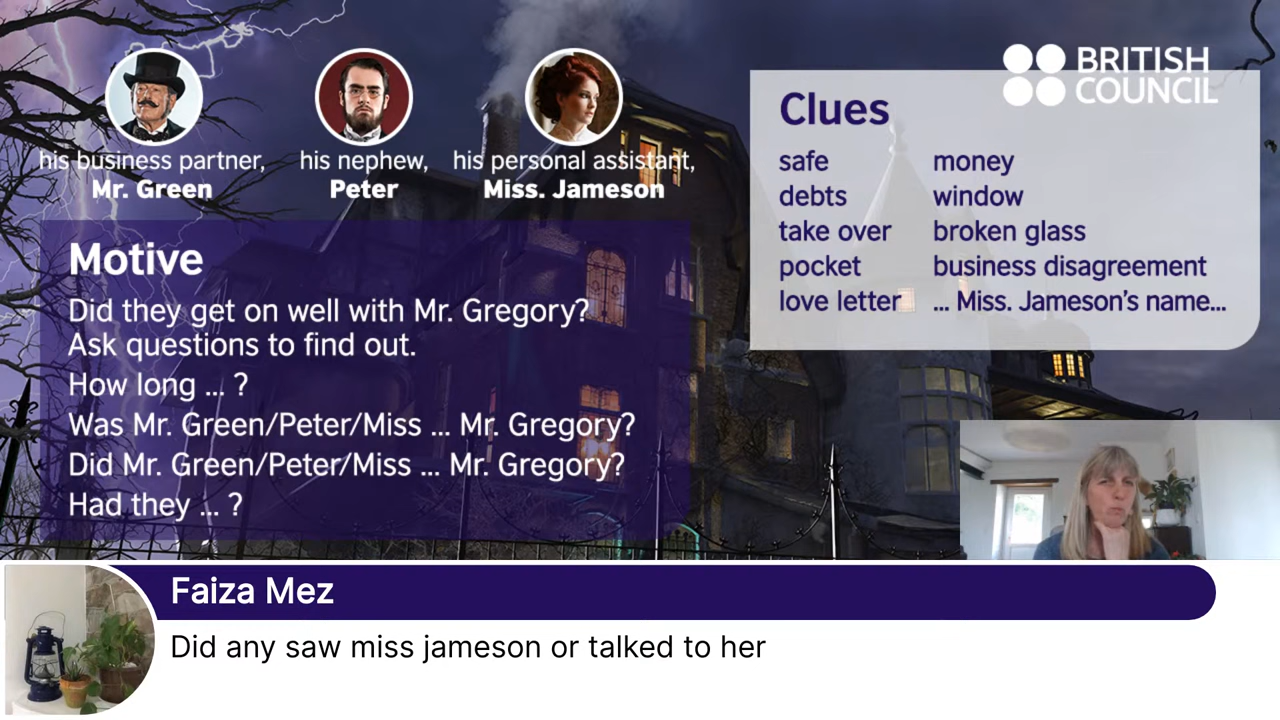 his business partner,
Mr. Green
his nephew,
Peter
his personal assistant,
Miss. Jameson
BRITISH
COUNCIL
Clues
safe
debts
take over
pocket
love letter
money
window
broken glass
business disagreement
... Miss. Jameson's name...
Motive
Did they get on well with Mr. Gregory?
Ask questions to find out.
How long ... ?
Was Mr. Green/Peter/Miss ... Mr. Gregory?
Did Mr. Green/Peter/Miss ... Mr. Gregory?
Had they ... ?
Faiza Mez
Did any saw miss jameson or talked to her